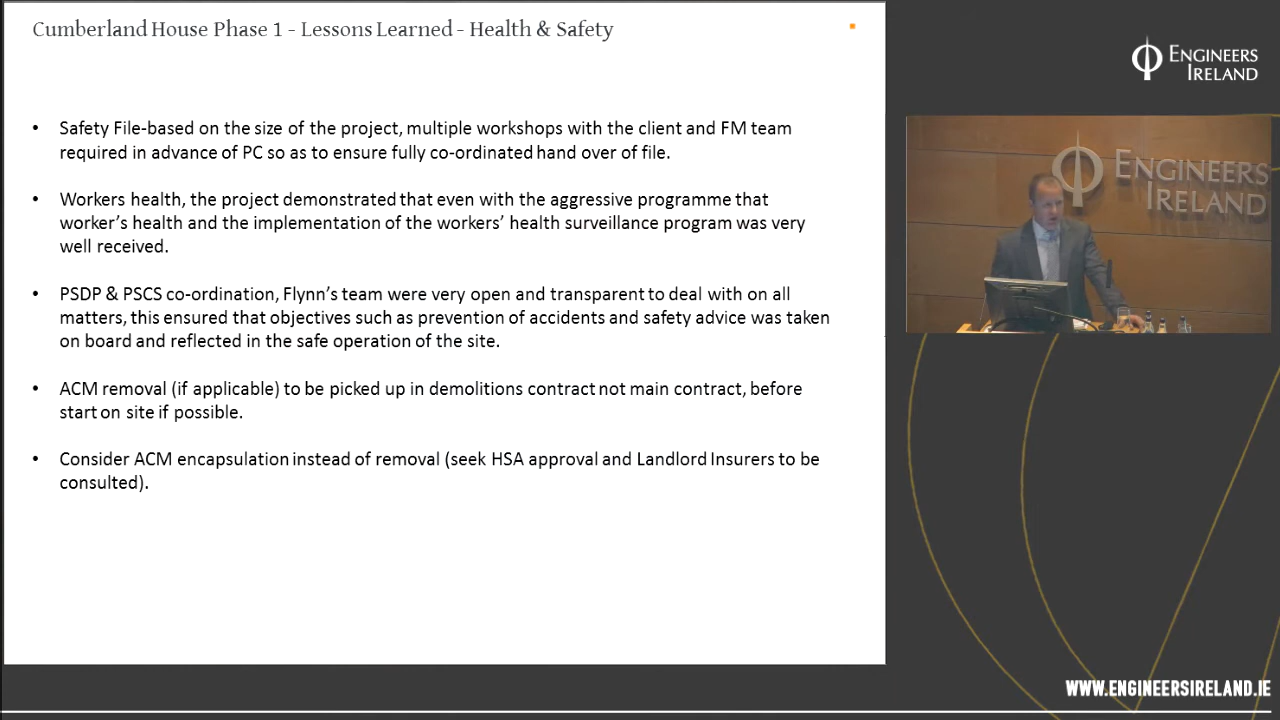 Cumberland House Phase 1 - Lessons Learned - Health & Safety
• Safety File-based on the size of the project, multiple workshops with the client and FM team
required in advance of PC so as to ensure fully co-ordinated hand over of file.
• Workers health, the project demonstrated that even with the aggressive programme that
worker's health and the implementation of the workers' health surveillance program was very
well received.
• PSDP & PSCS co-ordination, Flynn's team were very open and transparent to deal with on all
matters, this ensured that objectives such as prevention of accidents and safety advice was taken
on board and reflected in the safe operation of the site.
• ACM removal (if applicable) to be picked up in demolitions contract not main contract, before
start on site if possible.
• Consider ACM encapsulation instead of removal (seek HSA approval and Landlord Insurers to be
consulted).
ENGINEERS
IRELAND
ENGINEERS
IRELAND
WWW.ENGINEERSIRELAND.IE